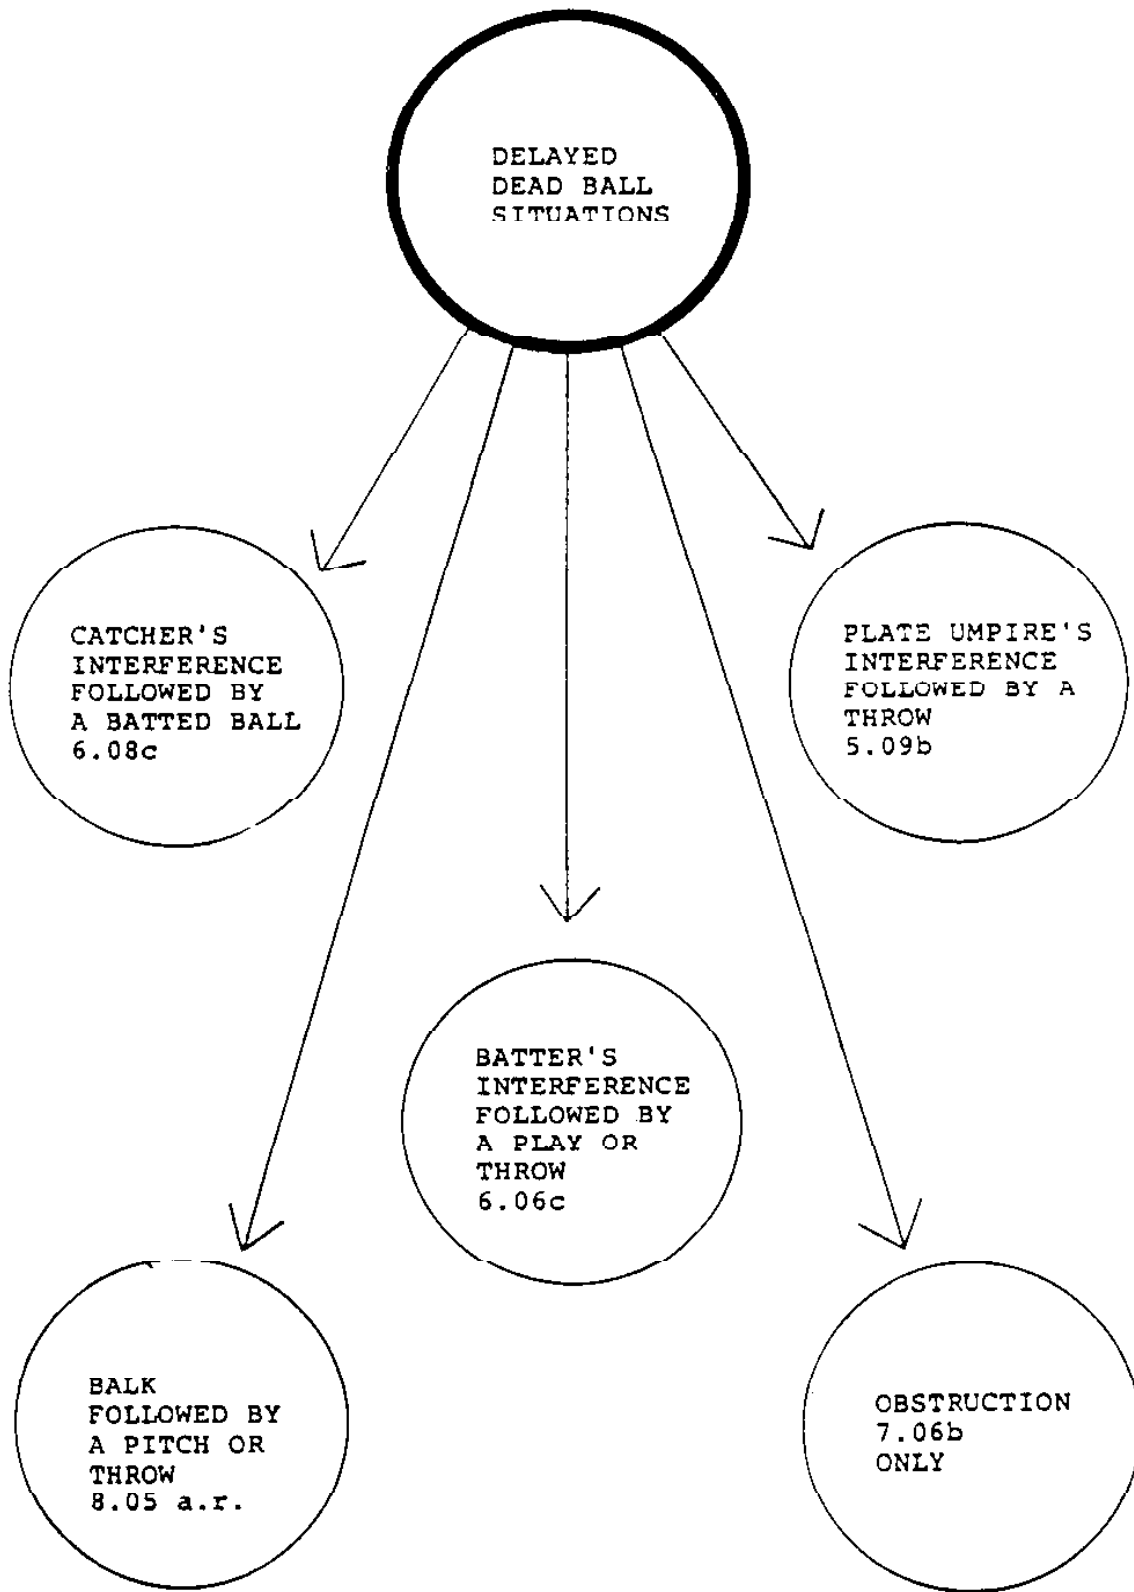 DELAYED
DEAD BALL
SITUATIONS
CATCHER'S
INTERFERENCE
FOLLOWED BY
A BATTED BALL
6.08c
PLATE UMPIRE'S
INTERFERENCE
FOLLOWED BY A
THROW
5.09b
BATTER'S
INTERFERENCE
FOLLOWED BY
A PLAY OR
THROW
6.06c
BALK
FOLLOWED BY
A PITCH OR
THROW
8.05 a.r.
OBSTRUCTION
7.06b
ONLY